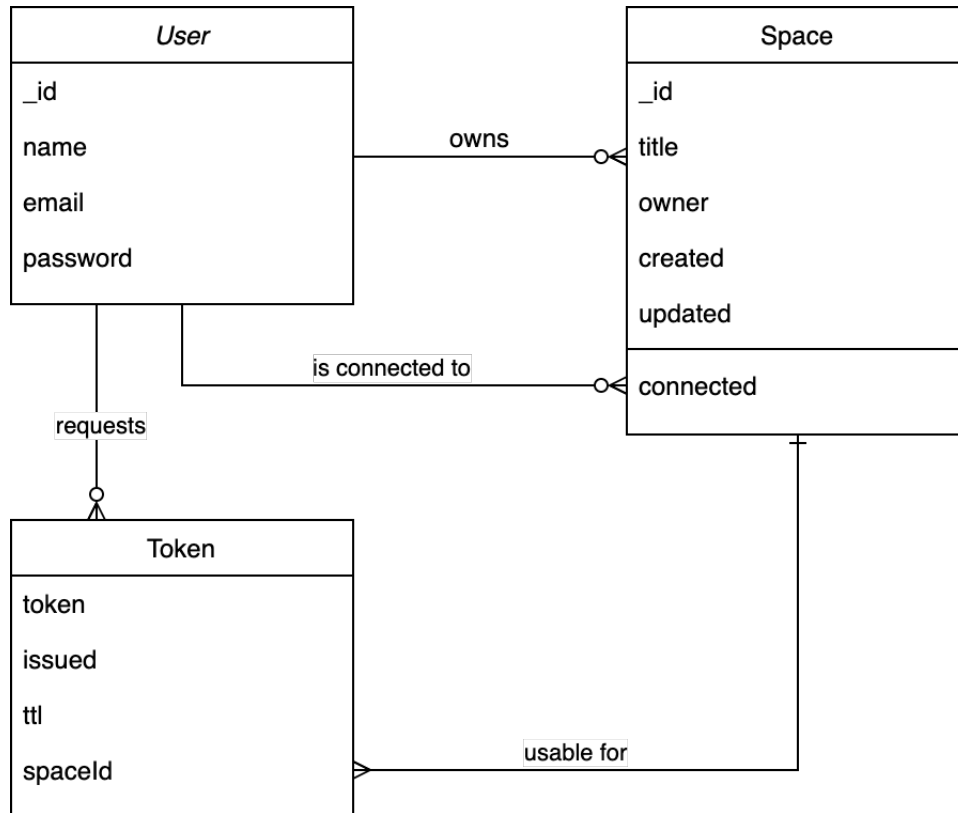 User
_id
name
email
password
owns
Space
_id
title
owner
created
updated
connected
is connected to
requests
Token
token
issued
ttl
spaceId
usable for